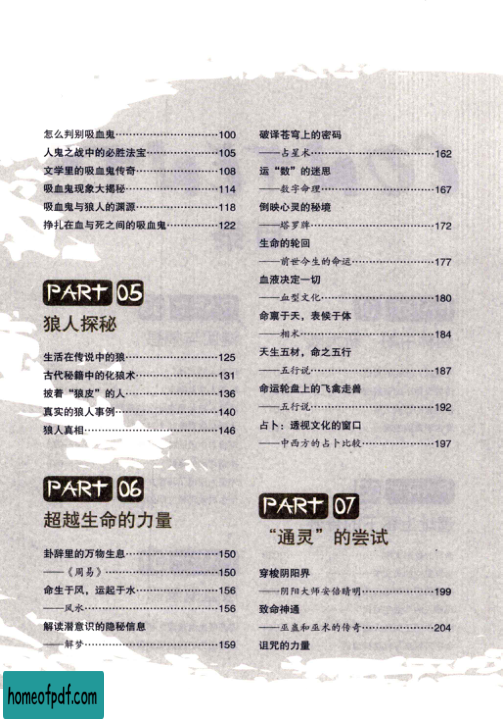 怎么判别吸血鬼……………………100
人鬼之战中的必胜法宝……………105
文学里的吸血鬼传奇………………108
吸血鬼现象大揭秘…………………114
吸血鬼与狼人的渊源………………118
挣扎在血与死之间的吸血鬼………122
PART 05
狼人探秘
生活在传说中的狼…………………125
古代秘籍中的化狼术………………131
披着“狼皮”的人…………………136
真实的狼人事例……………………140
狼人真相……………………………146
PART 06
超越生命的力量
卦辞里的万物生息…………………150
——《周易》………………………150
命生于风，运起于水………………156
——风水……………………………156
解读潜意识的隐秘信息
——解梦……………………………159
破译苍穹上的密码
——占星术…………………………162
运“数”的迷思
——数字命理………………………167
倒映心灵的秘境
——塔罗牌…………………………172
生命的轮回
——前世今生的命运………………177
血液决定一切
——血型文化………………………180
命禀于天，表候于体
——相术……………………………184
天生五材，命之五行
——五行说…………………………187
命运轮盘上的飞禽走兽
——五行说…………………………192
占卜：透视文化的窗口
——中西方的占卜比较……………197
PART 07
“通灵”的尝试
穿梭阴阳界
——阴阳大师安倍晴明……………199
致命神通
——巫蛊和巫术的传奇……………204
诅咒的力量
homeofpdf.com